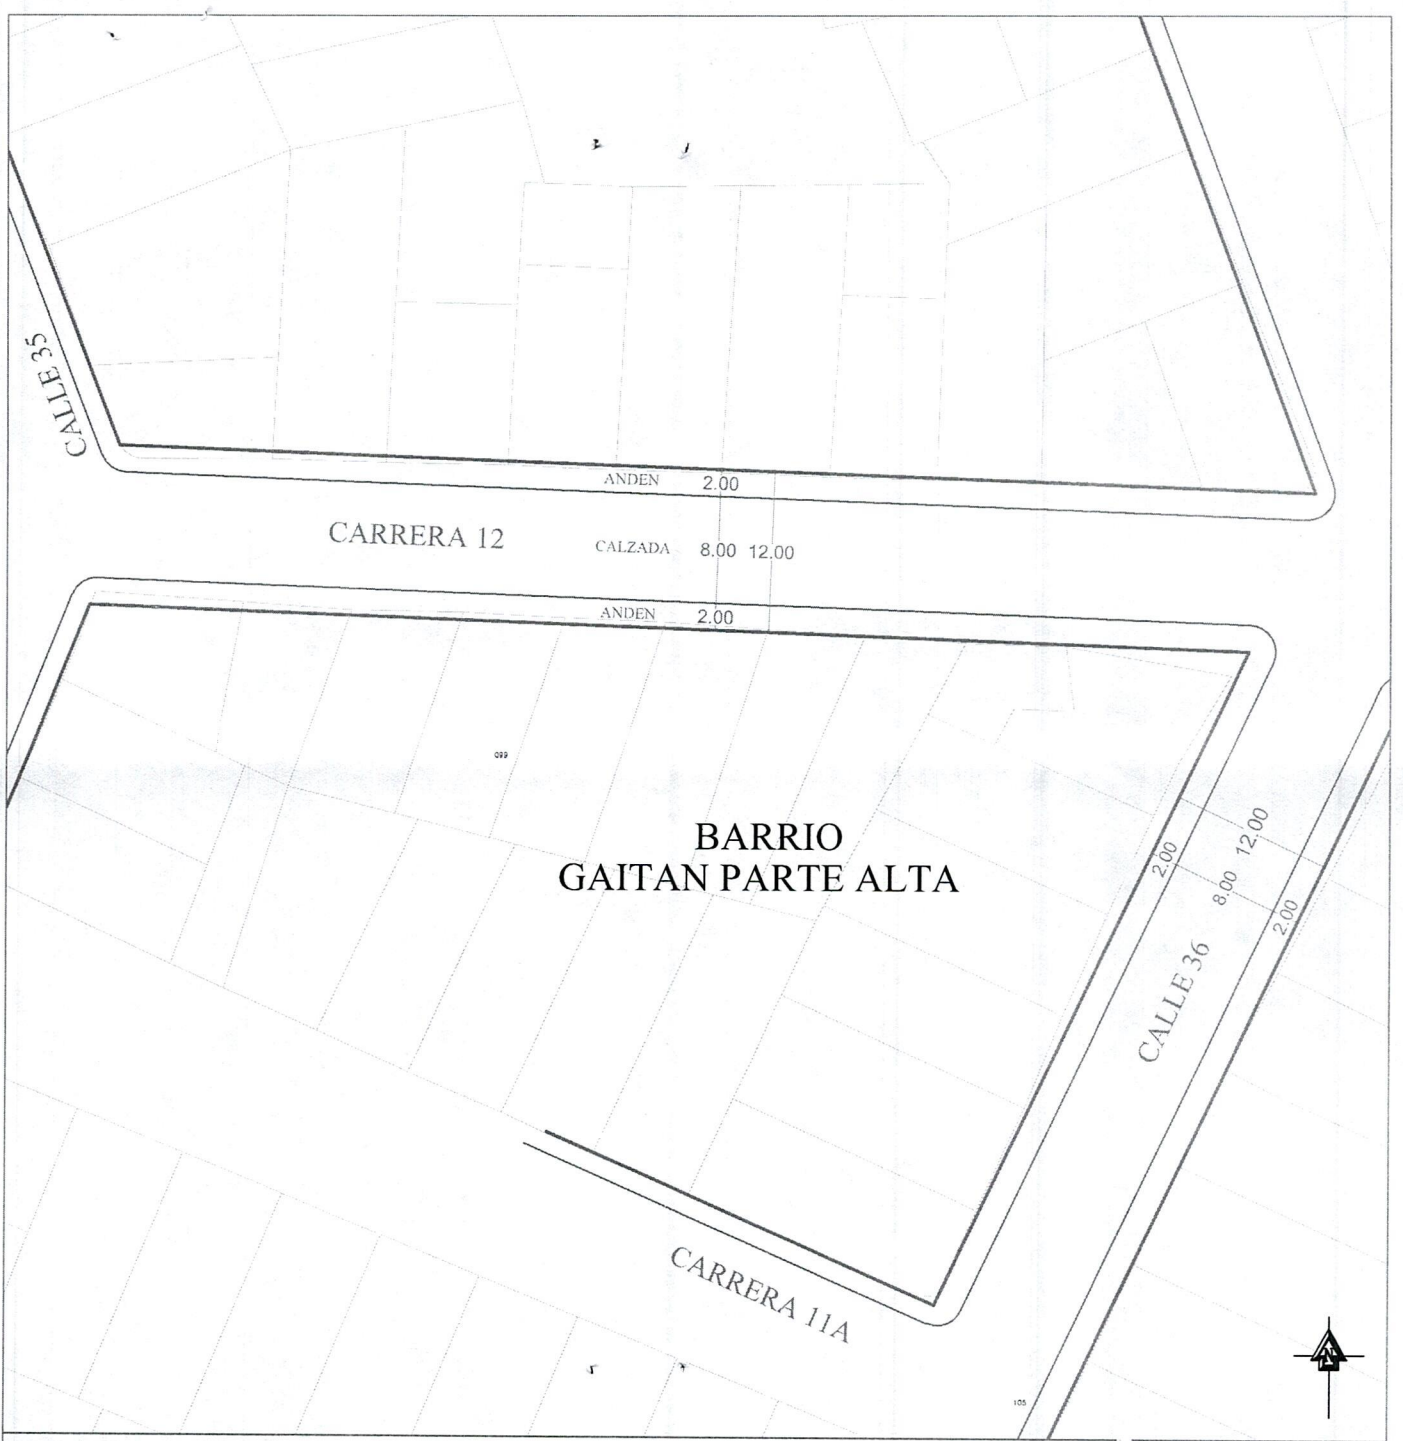 CALLE 35
ANDEN 2.00
CARRERA 12
CALZADA 8.00 12.00
ANDEN 2.00
099
BARRIO
GAITAN PARTE ALTA
2.00
8.00
12.00
2.00
CALLE 36
CARRERA 11A
N
105